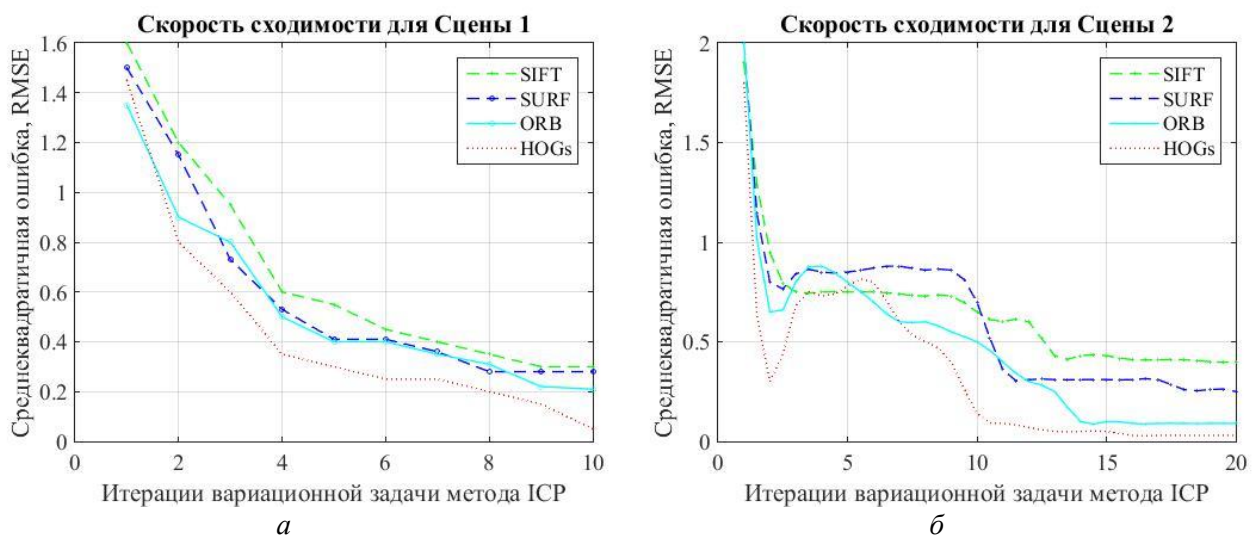 Скорость сходимости для Сцены 1
Среднеквадратичная ошибка, RMSE
1.6
1.4
1.2
1
0.8
0.6
0.4
0.2
0
SIFT
SURF
ORB
HOGs
0 2 4 6 8 10
Итерации вариационной задачи метода ICP
а
Скорость сходимости для Сцены 2
Среднеквадратичная ошибка, RMSE
2
1.5
1
0.5
0
SIFT
SURF
ORB
HOGs
0 5 10 15 20
Итерации вариационной задачи метода ICP
б